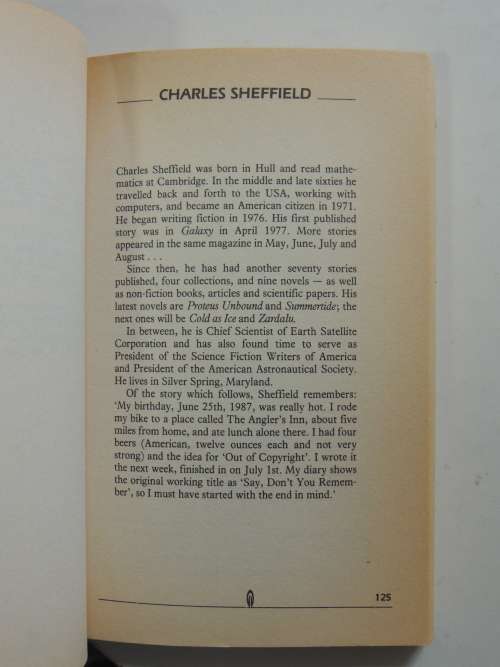 CHARLES SHEFFIELD
Charles Sheffield was born in Hull and read mathe-
matics at Cambridge. In the middle and late sixties he
travelled back and forth to the USA, working with
computers, and became an American citizen in 1971.
He began writing fiction in 1976. His first published
story was in Galaxy in April 1977. More stories
appeared in the same magazine in May, June, July and
August . . .
Since then, he has had another seventy stories
published, four collections, and nine novels — as well
as non-fiction books, articles and scientific papers. His
latest novels are Proteus Unbound and Summertide; the
next ones will be Cold as Ice and Zardalu.
In between, he is Chief Scientist of Earth Satellite
Corporation and has also found time to serve as
President of the Science Fiction Writers of America
and President of the American Astronautical Society.
He lives in Silver Spring, Maryland.
Of the story which follows, Sheffield remembers:
'My birthday, June 25th, 1987, was really hot. I rode
my bike to a place called The Angler's Inn, about five
miles from home, and ate lunch alone there. I had four
beers (American, twelve ounces each and not very
strong) and the idea for 'Out of Copyright'. I wrote it
the next week, finished in on July 1st. My diary shows
the original working title as 'Say, Don't You Remem-
ber', so I must have started with the end in mind.'
125